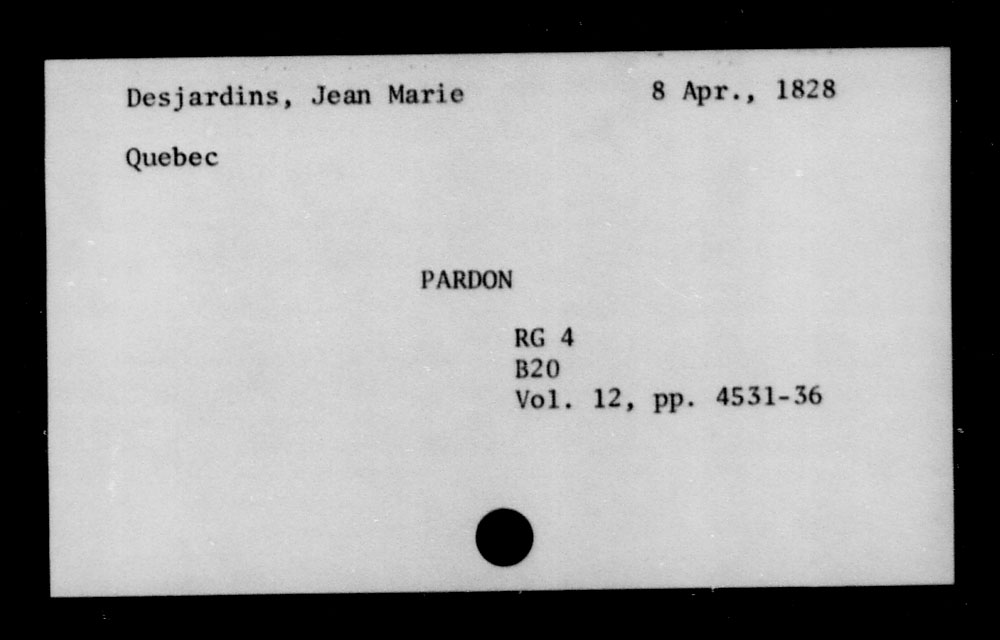 Desjardins, Jean Marie 8 Apr., 1828
Quebec
PARDON
RG 4
B20
Vol. 12, pp. 4531-36